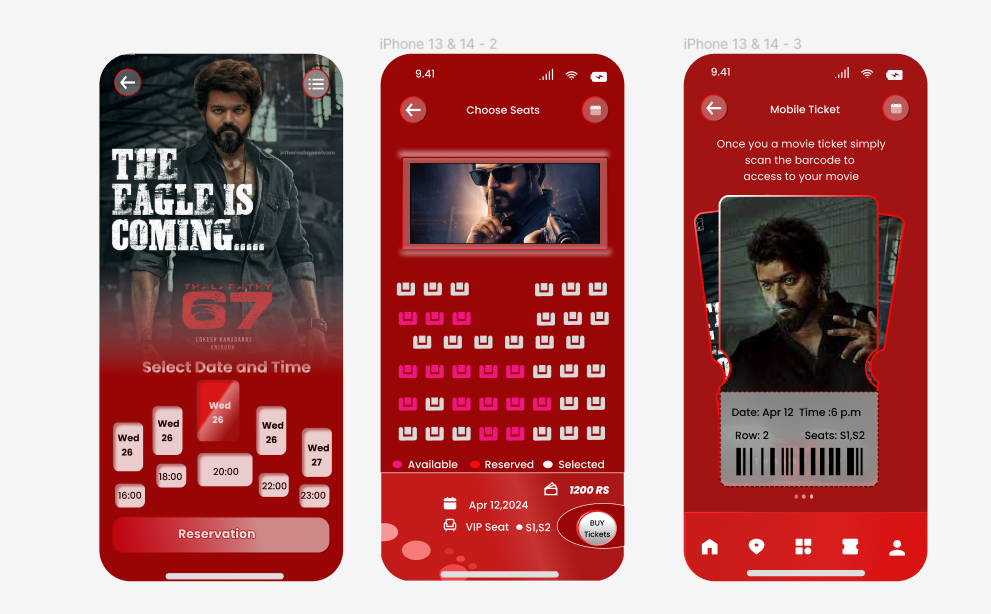 iPhone 13 & 14 - 2
iPhone 13 & 14 - 3
THE
EAGLE IS
COMING.....
THALAPATHY
67
LOKESH KANAGARAJ
ANIRUDH
Select Date and Time
Wed
26
Wed
26
Wed
26
Wed
26
Wed
27
16:00
18:00
20:00
22:00
23:00
Reservation
9.41
Choose Seats
Available
Reserved
Selected
1200 RS
Apr 12,2024
VIP Seat
S1,S2
BUY
Tickets
9.41
Mobile Ticket
Once you a movie ticket simply
scan the barcode to
access to your movie
Date: Apr 12 Time :6 p.m
Row: 2 Seats: S1,S2